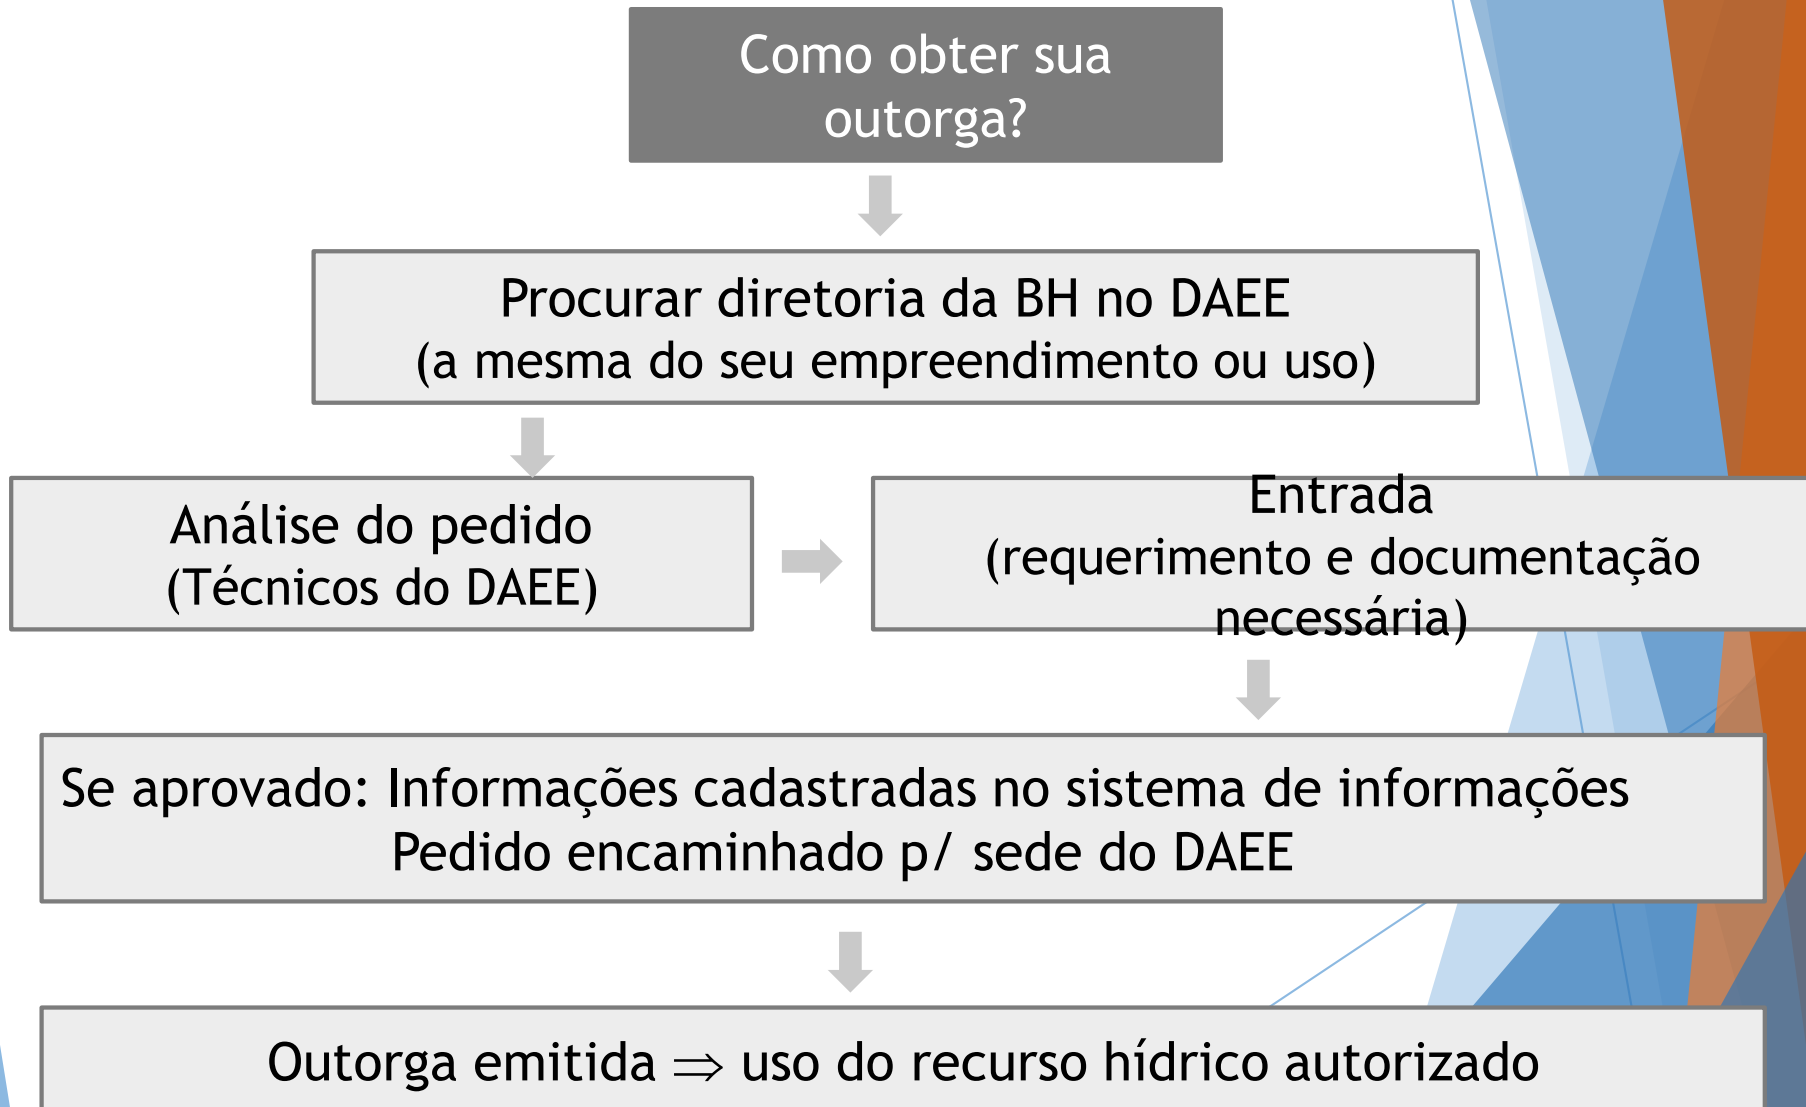 Como obter sua
outorga?
Procurar diretoria da BH no DAEE
(a mesma do seu empreendimento ou uso)
Análise do pedido
(Técnicos do DAEE)
Entrada
(requerimento e documentação
necessária)
Se aprovado: Informações cadastradas no sistema de informações
Pedido encaminhado p/ sede do DAEE
Outorga emitida ⇒ uso do recurso hídrico autorizado